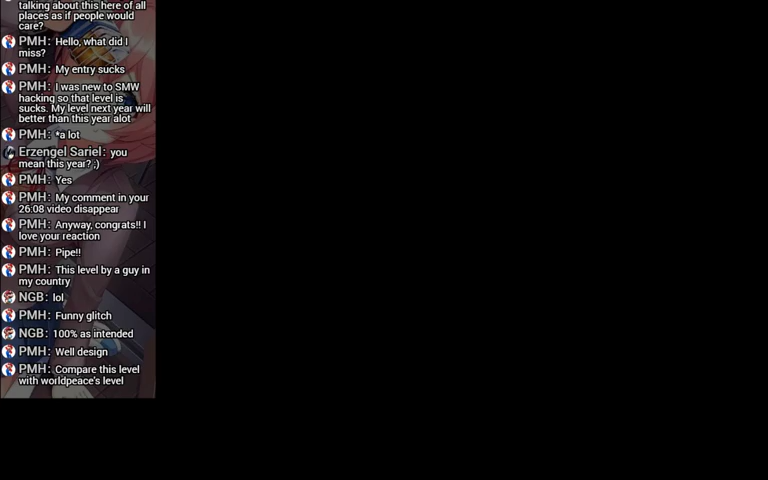 talking about this here of all
places as if people would
care?
PMH: Hello, what did I
miss?
PMH: My entry sucks
PMH: I was new to SMW
hacking so that level is
sucks. My level next year will
better than this year alot
PMH: *a lot
Erzengel Sariel: you
mean this year? ;)
PMH: Yes
PMH: My comment in your
26:08 video disappear
PMH: Anyway, congrats!! I
love your reaction
PMH: Pipe!!
PMH: This level by a guy in
my country
NGB: lol
PMH: Funny glitch
NGB: 100% as intended
PMH: Well design
PMH: Compare this level
with worldpeace's level